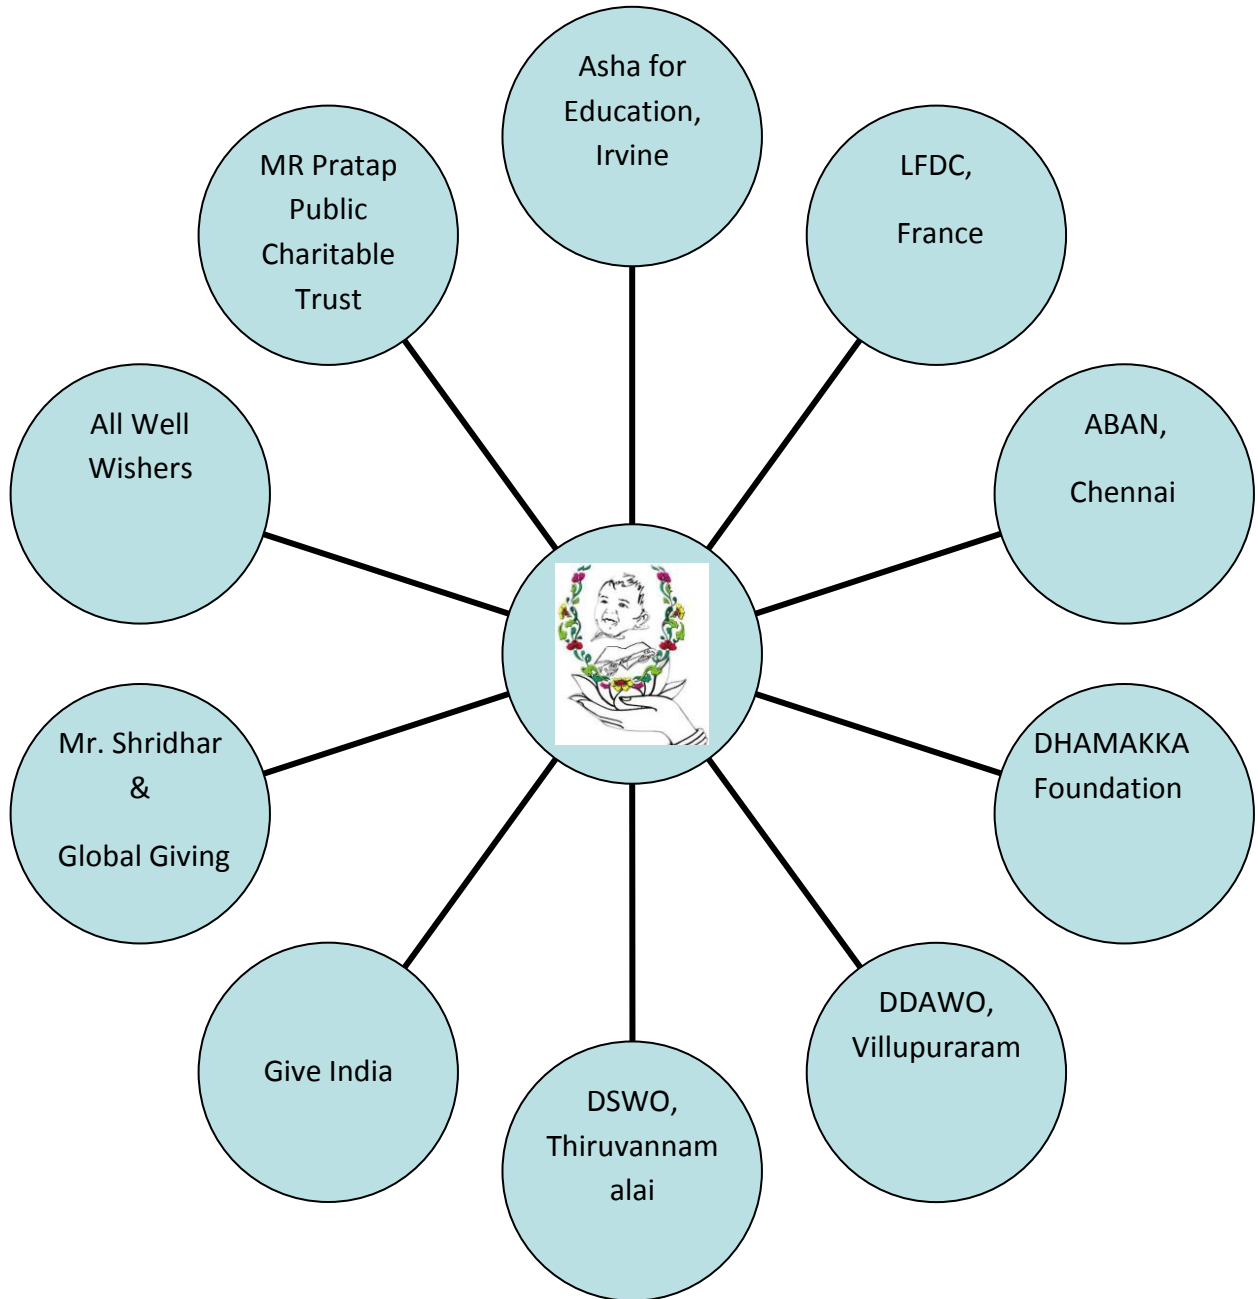 Asha for
Education,
Irvine
LFDC,
France
ABAN,
Chennai
DHAMAKKA
Foundation
DDAWO,
Villupuraram
DSWO,
Thiruvannam
alai
Give India
Mr. Shridhar
&
Global Giving
All Well
Wishers
MR Pratap
Public
Charitable
Trust